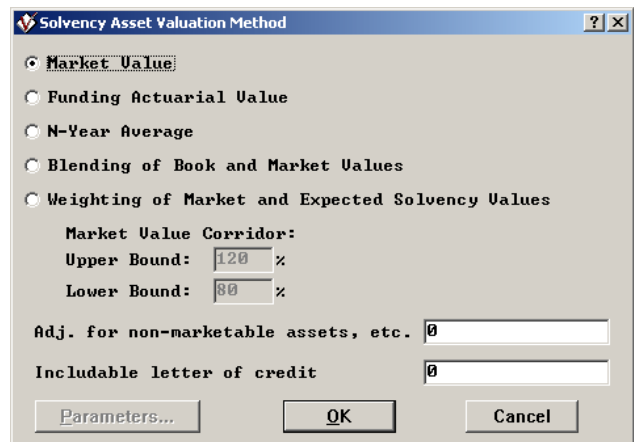 Solvency Asset Valuation Method
Market Value
Funding Actuarial Value
N-Year Average
Blending of Book and Market Values
Weighting of Market and Expected Solvency Values
Market Value Corridor:
Upper Bound: 120 %
Lower Bound: 80 %
Adj. for non-marketable assets, etc. 0
Includable letter of credit 0
Parameters... OK Cancel